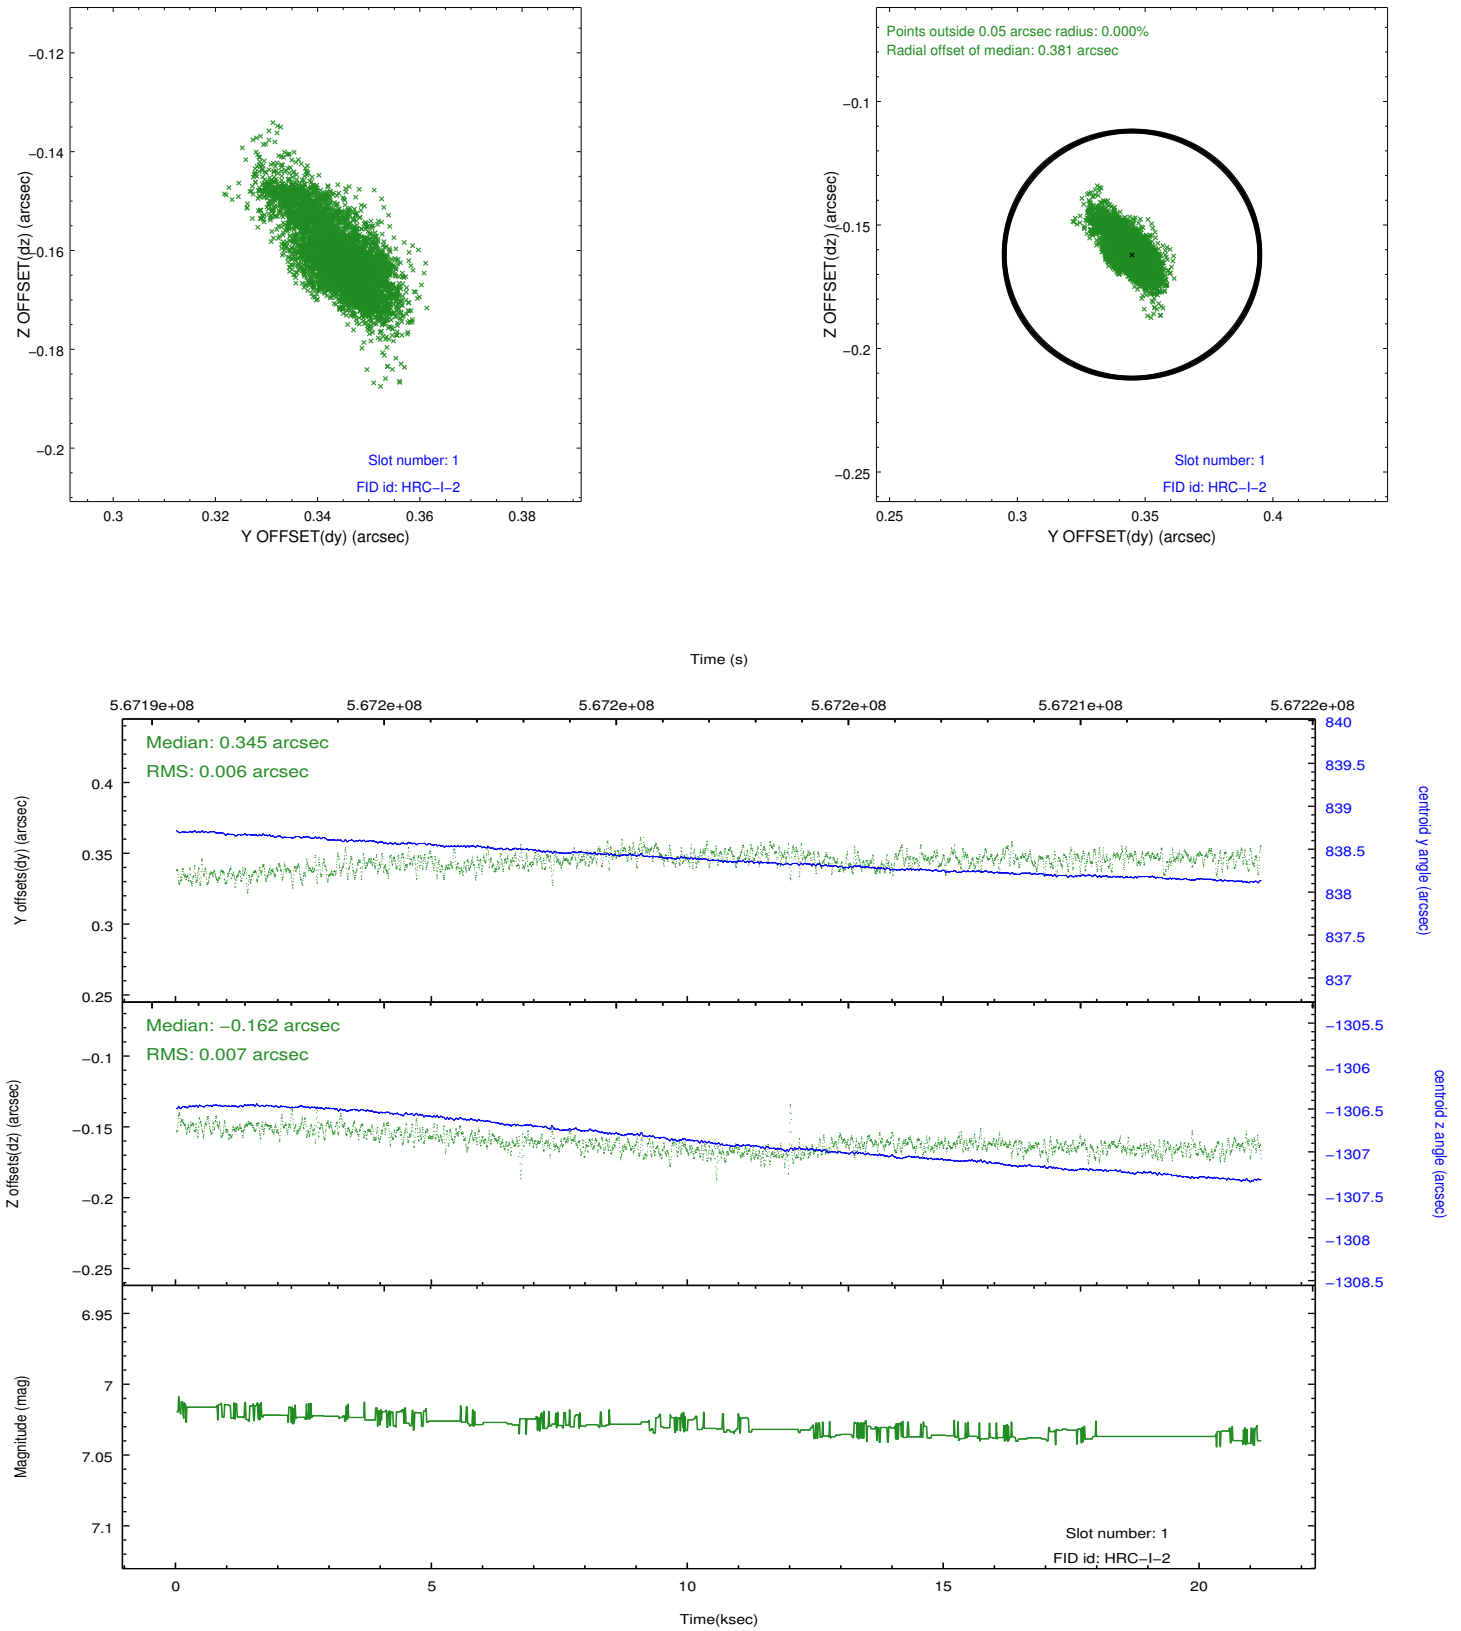 −0.12
−0.14
−0.16
−0.18
−0.2
Z OFFSET(dz) (arcsec)
0.3 0.32 0.34 0.36 0.38
Y OFFSET(dy) (arcsec)
Slot number: 1
FID id: HRC−I−2
Points outside 0.05 arcsec radius: 0.000%
Radial offset of median: 0.381 arcsec
−0.1
−0.15
−0.2
−0.25
Z OFFSET(dz) (arcsec)
0.25 0.3 0.35 0.4
Y OFFSET(dy) (arcsec)
Slot number: 1
FID id: HRC−I−2
Time (s)
5.6719e+08 5.672e+08 5.672e+08 5.672e+08 5.6721e+08 5.6722e+08
Median: 0.345 arcsec
RMS: 0.006 arcsec
0.4
0.35
0.3
0.25
Y offsets(dy) (arcsec)
840
839.5
839
838.5
838
837.5
837
centroid y angle (arcsec)
Median: −0.162 arcsec
RMS: 0.007 arcsec
−0.1
−0.15
−0.2
−0.25
Z offsets(dz) (arcsec)
−1305.5
−1306
−1306.5
−1307
−1307.5
−1308
−1308.5
centroid z angle (arcsec)
6.95
7
7.05
7.1
Magnitude (mag)
Slot number: 1
FID id: HRC−I−2
0 5 10 15 20
Time(ksec)